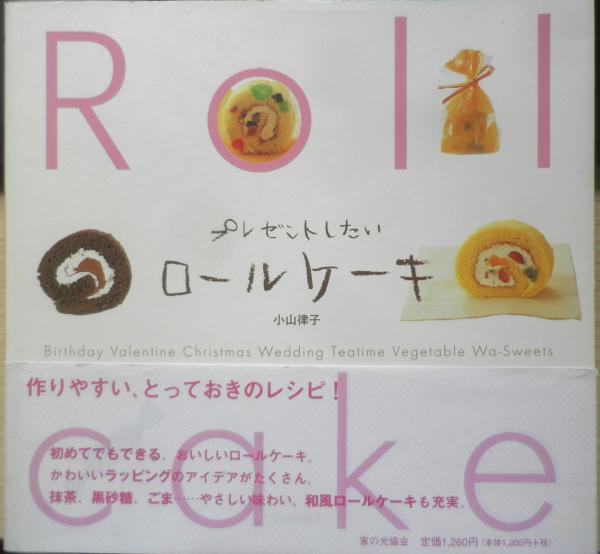 Roll
プレゼントしたい
ロールケーキ
小山律子
Birthday Valentine Christmas Wedding Teatime Vegetable Wa-Sweets
作りやすい、とっておきのレシピ!
cake
初めてでもできる、おいしいロールケーキ。
かわいいラッピングのアイデアがたくさん。
抹茶、黒砂糖、ごま……やさしい味わい、和風ロールケーキも充実。
家の光協会 定価1,260円(本体1,200円+税)